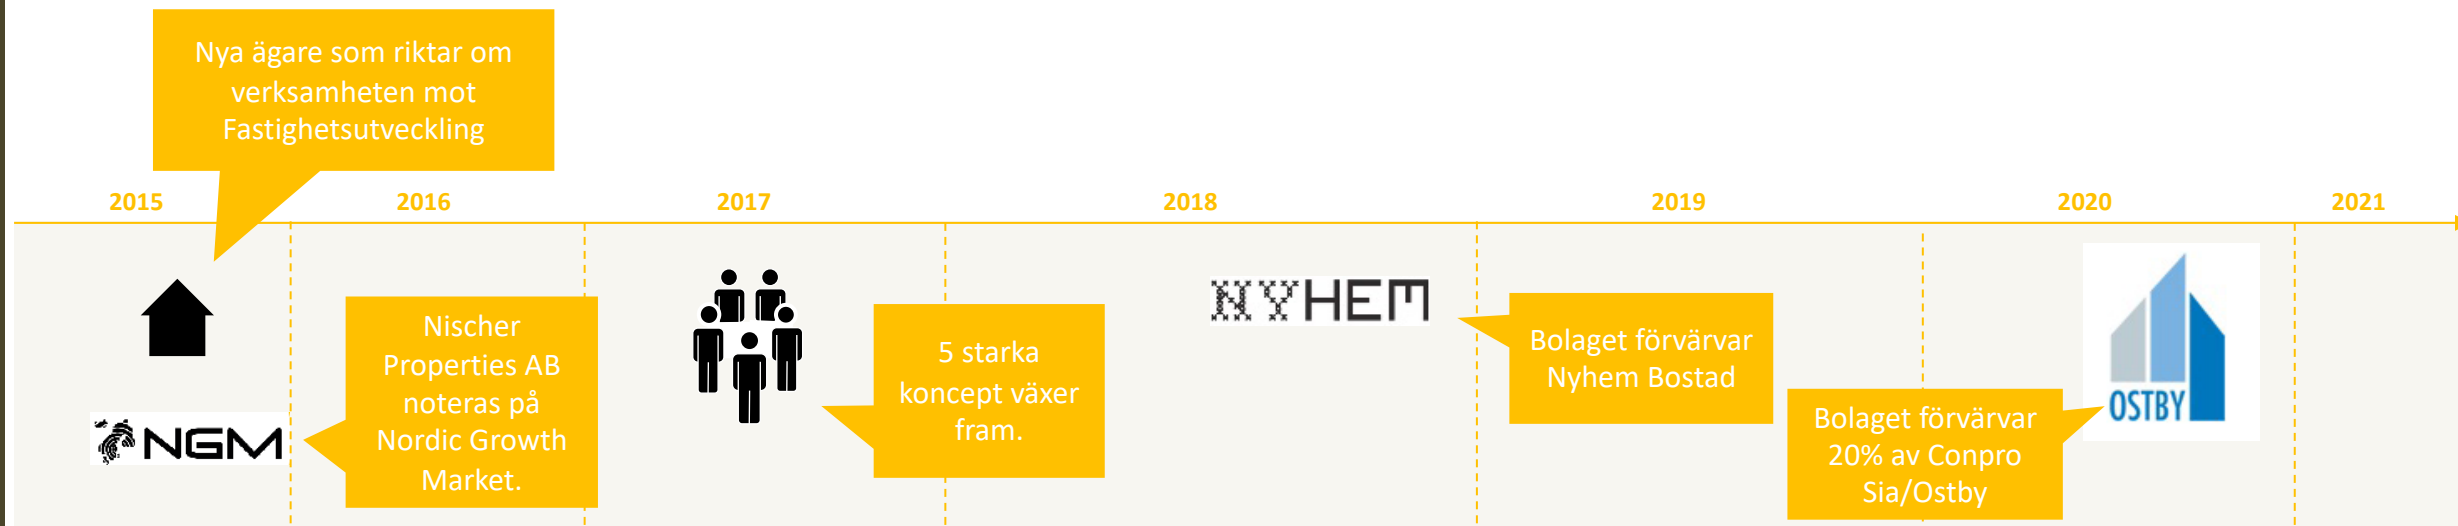 Nya ägare som riktar om
verksamheten mot
Fastighetsutveckling
2015
2016
2017
2018
2019
2020
2021
NGM
Nischer
Properties AB
noteras på
Nordic Growth
Market.
5 starka
koncept växer
fram.
NYHEM
Bolaget förvärvar
Nyhem Bostad
Bolaget förvärvar
20% av Conpro
Sia/Ostby
OSTBY